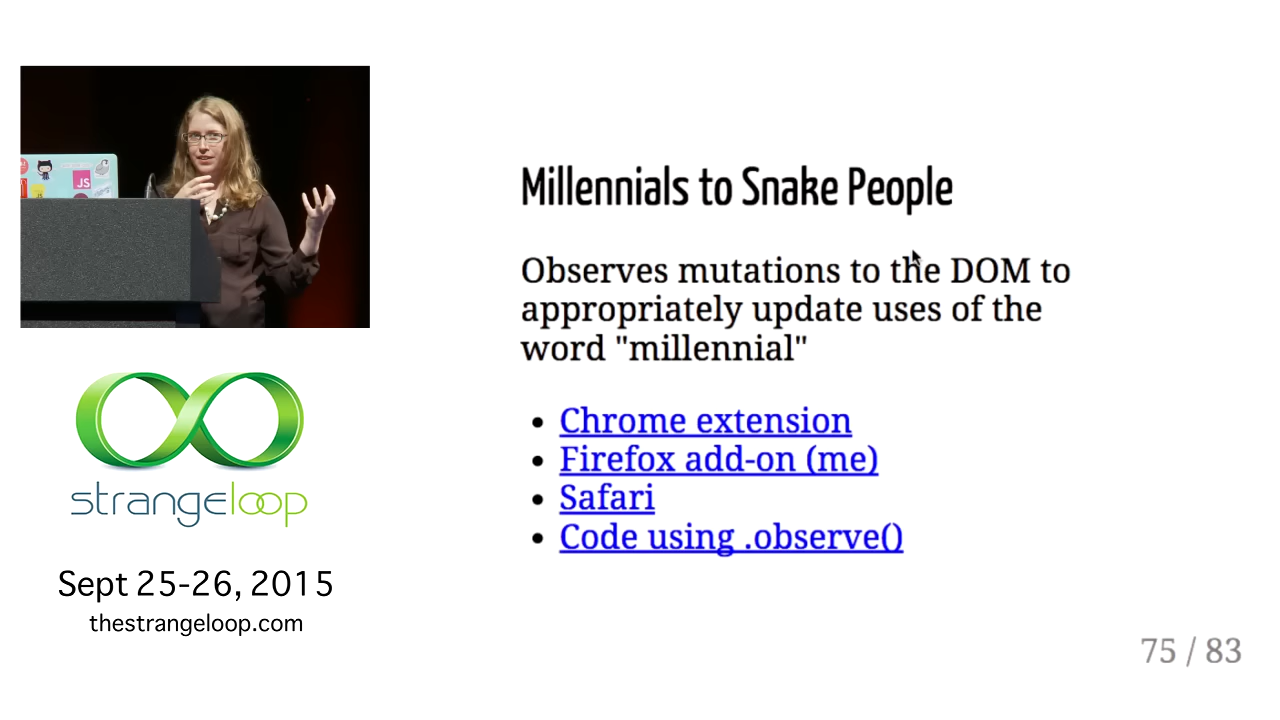 JS
strangeloop
Sept 25-26, 2015
thestrangeloop.com
Millennials to Snake People
Observes mutations to the DOM to
appropriately update uses of the
word "millennial"
• Chrome extension
• Firefox add-on (me)
• Safari
• Code using .observe()
75 / 83